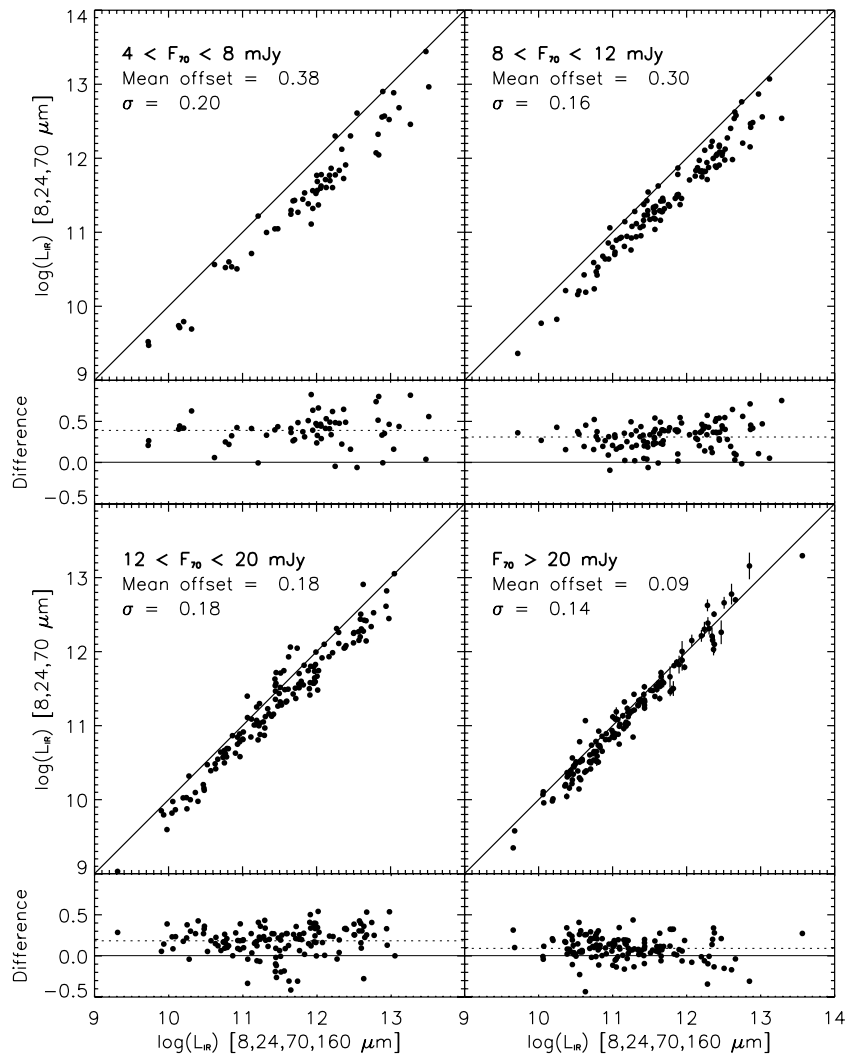 14
4 < F70 < 8 mJy
Mean offset = 0.38
σ = 0.20
13
12
11
10
9
log(LIR) [8,24,70 μm]
8 < F70 < 12 mJy
Mean offset = 0.30
σ = 0.16
Difference
0.5
0.0
−0.5
12 < F70 < 20 mJy
Mean offset = 0.18
σ = 0.18
13
12
11
10
9
log(LIR) [8,24,70 μm]
F70 > 20 mJy
Mean offset = 0.09
σ = 0.14
Difference
0.5
0.0
−0.5
9 10 11 12 13 9 10 11 12 13 14
log(LIR) [8,24,70,160 μm] log(LIR) [8,24,70,160 μm]